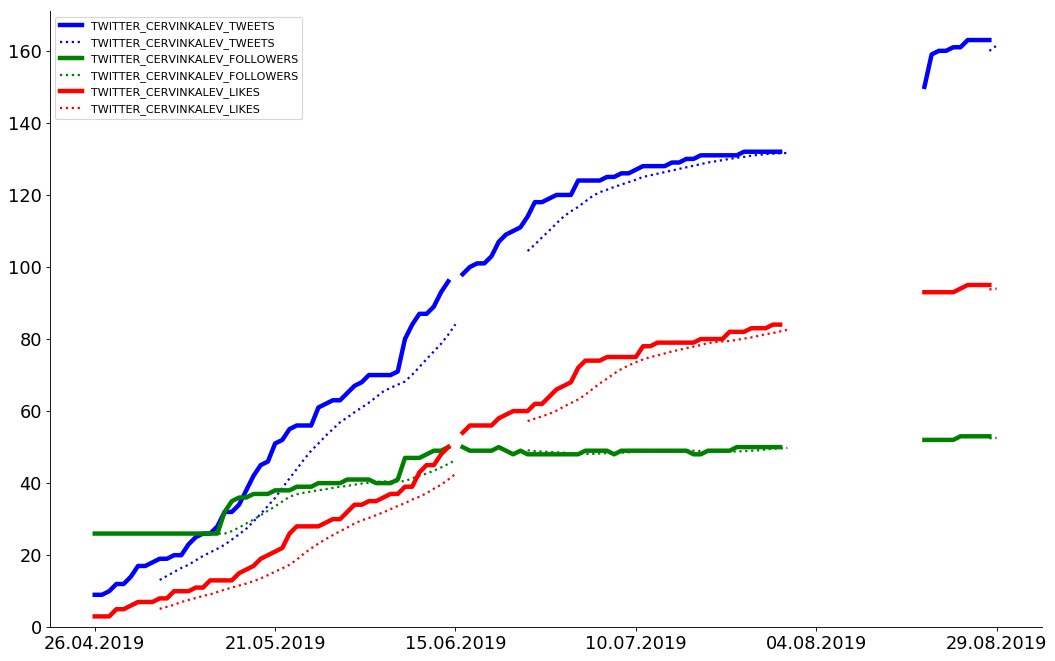 TWITTER_CERVINKALEV_TWEETS
TWITTER_CERVINKALEV_TWEETS
TWITTER_CERVINKALEV_FOLLOWERS
TWITTER_CERVINKALEV_FOLLOWERS
TWITTER_CERVINKALEV_LIKES
TWITTER_CERVINKALEV_LIKES
160
140
120
100
80
60
40
20
0
26.04.2019 21.05.2019 15.06.2019 10.07.2019 04.08.2019 29.08.2019